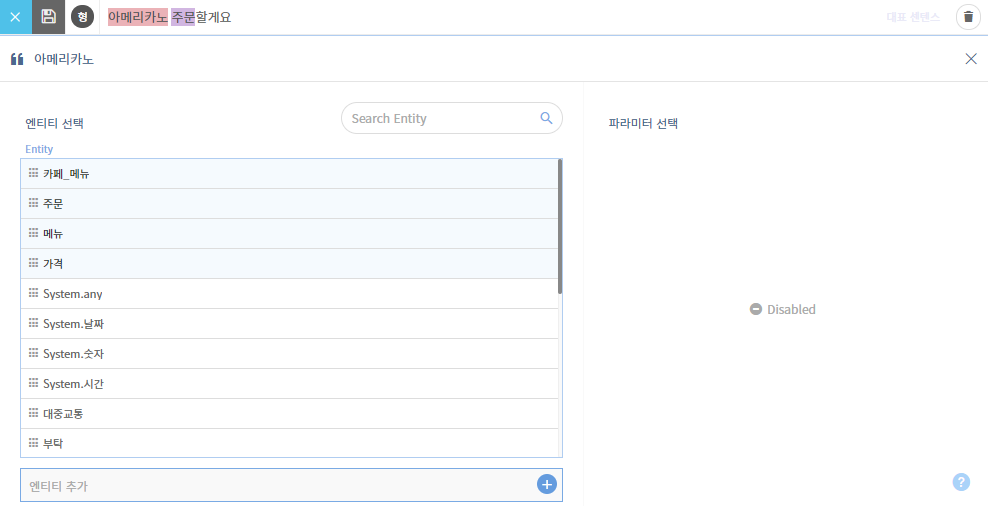 형 아메리카노 주문할게요 대표 센텐스
아메리카노
엔티티 선택 Search Entity 파라미터 선택
Entity
카페_메뉴
주문
메뉴
가격
System.any
System.날짜
System.숫자
System.시간
대중교통
부탁
Disabled
엔티티 추가
?